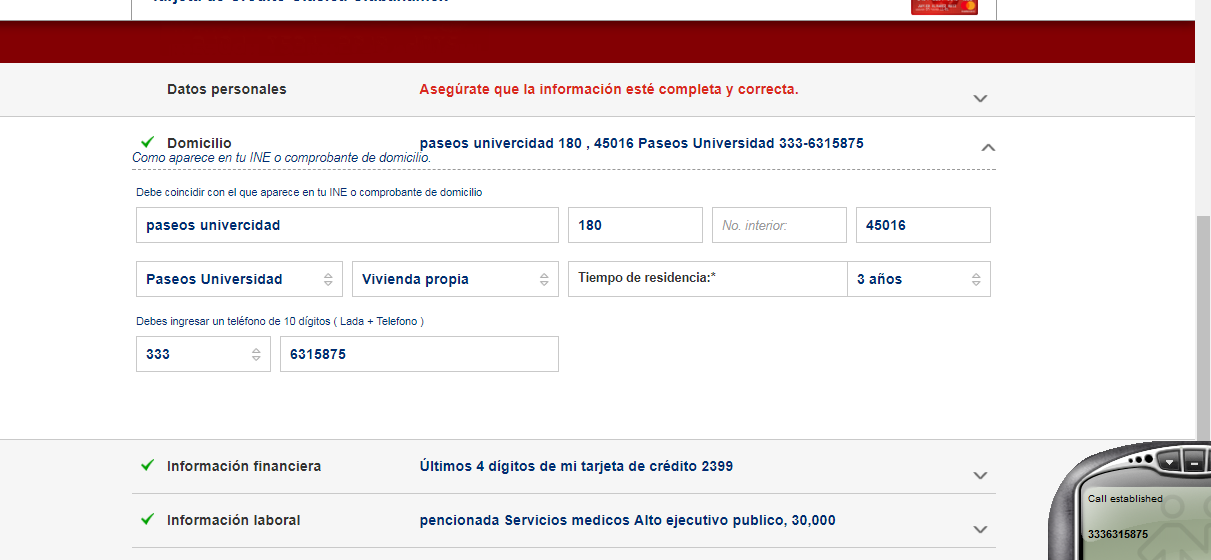 Datos personales Asegúrate que la información esté completa y correcta.
Domicilio paseos univercidad 180 , 45016 Paseos Universidad 333-6315875
Como aparece en tu INE o comprobante de domicilio.
Debe coincidir con el que aparece en tu INE o comprobante de domicilio
paseos univercidad 180 No. interior: 45016
Paseos Universidad Vivienda propia Tiempo de residencia:* 3 años
Debes ingresar un teléfono de 10 dígitos ( Lada + Telefono )
333 6315875
Información financiera Últimos 4 dígitos de mi tarjeta de crédito 2399
Call established
Información laboral pencionada Servicios medicos Alto ejecutivo publico, 30,000
3336315875